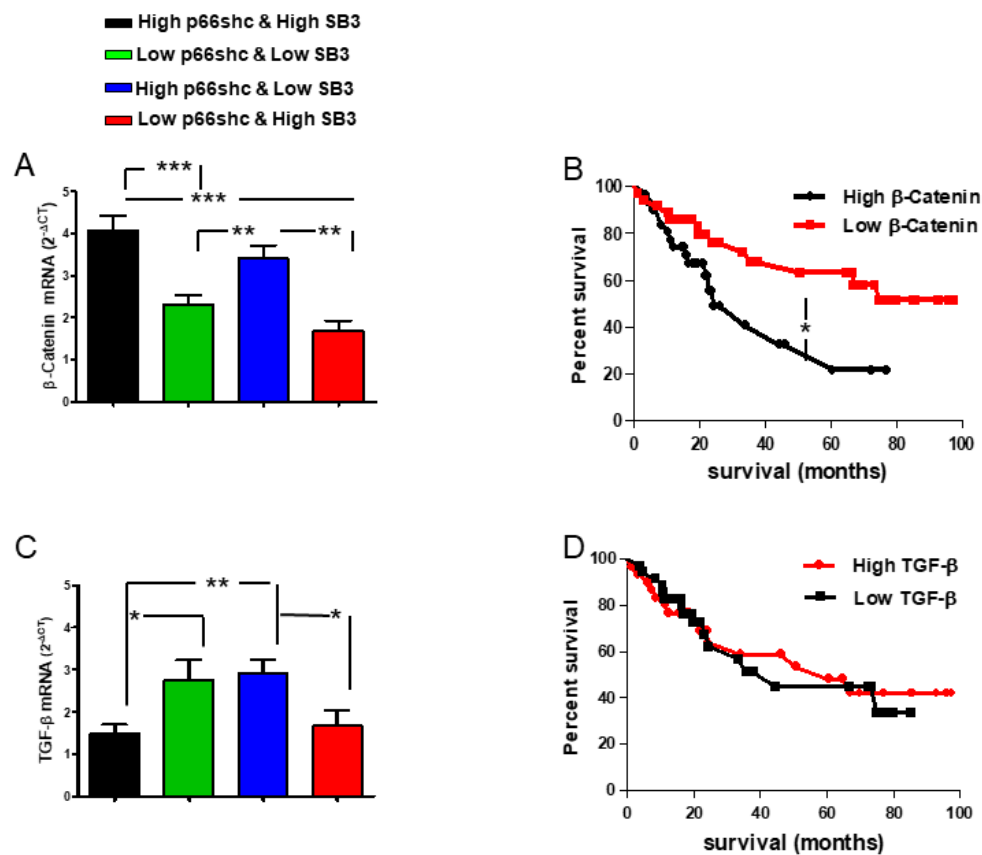 High p66shc & High SB3
Low p66shc & Low SB3
High p66shc & Low SB3
Low p66shc & High SB3
A
***
***
** **
5
4
3
2
1
0
β-Catenin mRNA (2-ΔCT)
B
High β-Catenin
Low β-Catenin
*
100
80
60
40
20
0
Percent survival
0 20 40 60 80 100
survival (months)
C
**
* *
5
4
3
2
1
0
TGF-β mRNA (2-ΔCT)
D
High TGF-β
Low TGF-β
100
80
60
40
20
0
Percent survival
0 20 40 60 80 100
survival (months)